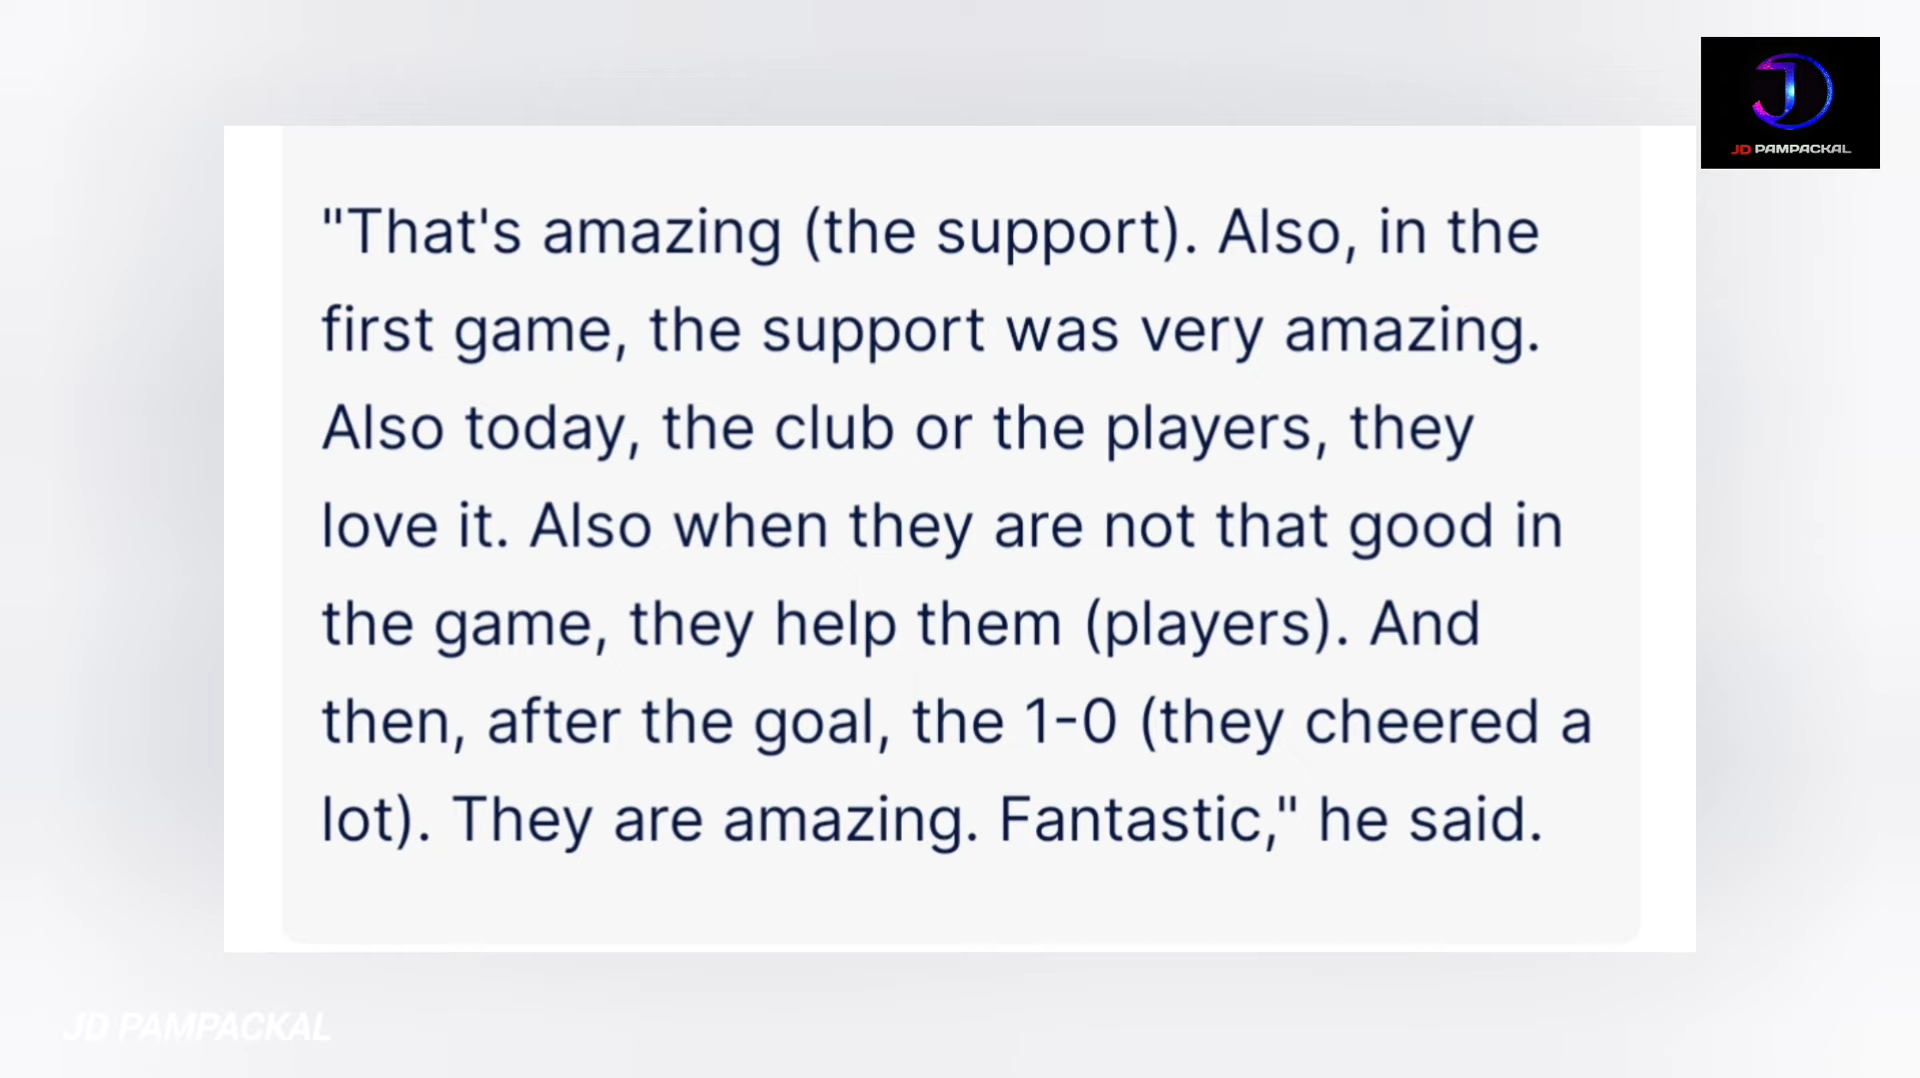 JD PAMPACKAL
"That's amazing (the support). Also, in the
first game, the support was very amazing.
Also today, the club or the players, they
love it. Also when they are not that good in
the game, they help them (players). And
then, after the goal, the 1-0 (they cheered a
lot). They are amazing. Fantastic," he said.
JD PAMPACKAL